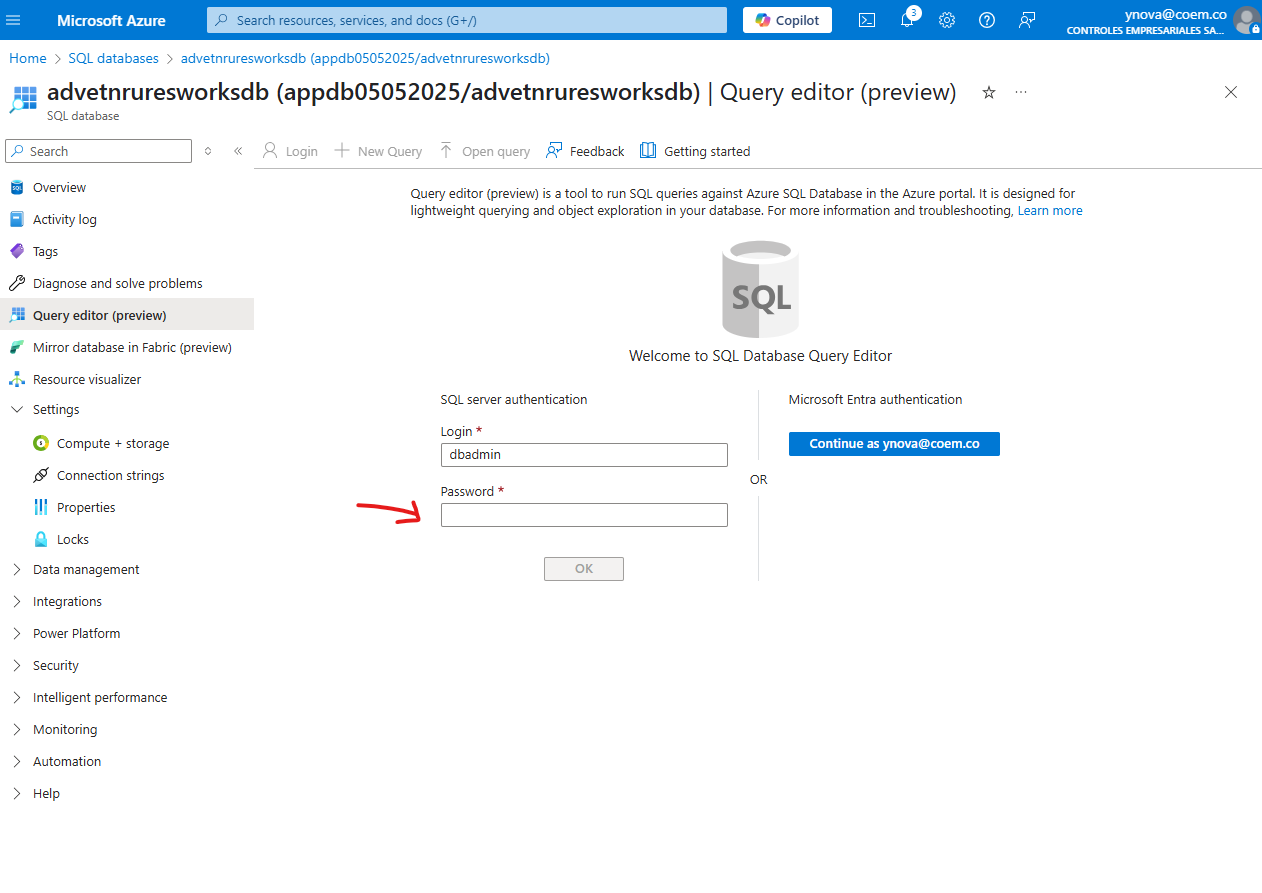 Microsoft Azure
Search resources, services, and docs (G+/)
Copilot
3
ynova@coem.co
CONTROLES EMPRESARIALES SA...
Home > SQL databases > advetnruresworksdb (appdb05052025/advetnruresworksdb)
advetnruresworksdb (appdb05052025/advetnruresworksdb) | Query editor (preview)
SQL database
Search
Login
New Query
Open query
Feedback
Getting started
Overview
Activity log
Tags
Diagnose and solve problems
Query editor (preview)
Mirror database in Fabric (preview)
Resource visualizer
Settings
Compute + storage
Connection strings
Properties
Locks
Data management
Integrations
Power Platform
Security
Intelligent performance
Monitoring
Automation
Help
Query editor (preview) is a tool to run SQL queries against Azure SQL Database in the Azure portal. It is designed for
lightweight querying and object exploration in your database. For more information and troubleshooting, Learn more
SQL
Welcome to SQL Database Query Editor
SQL server authentication
Login *
dbadmin
Password *
OK
OR
Microsoft Entra authentication
Continue as ynova@coem.co